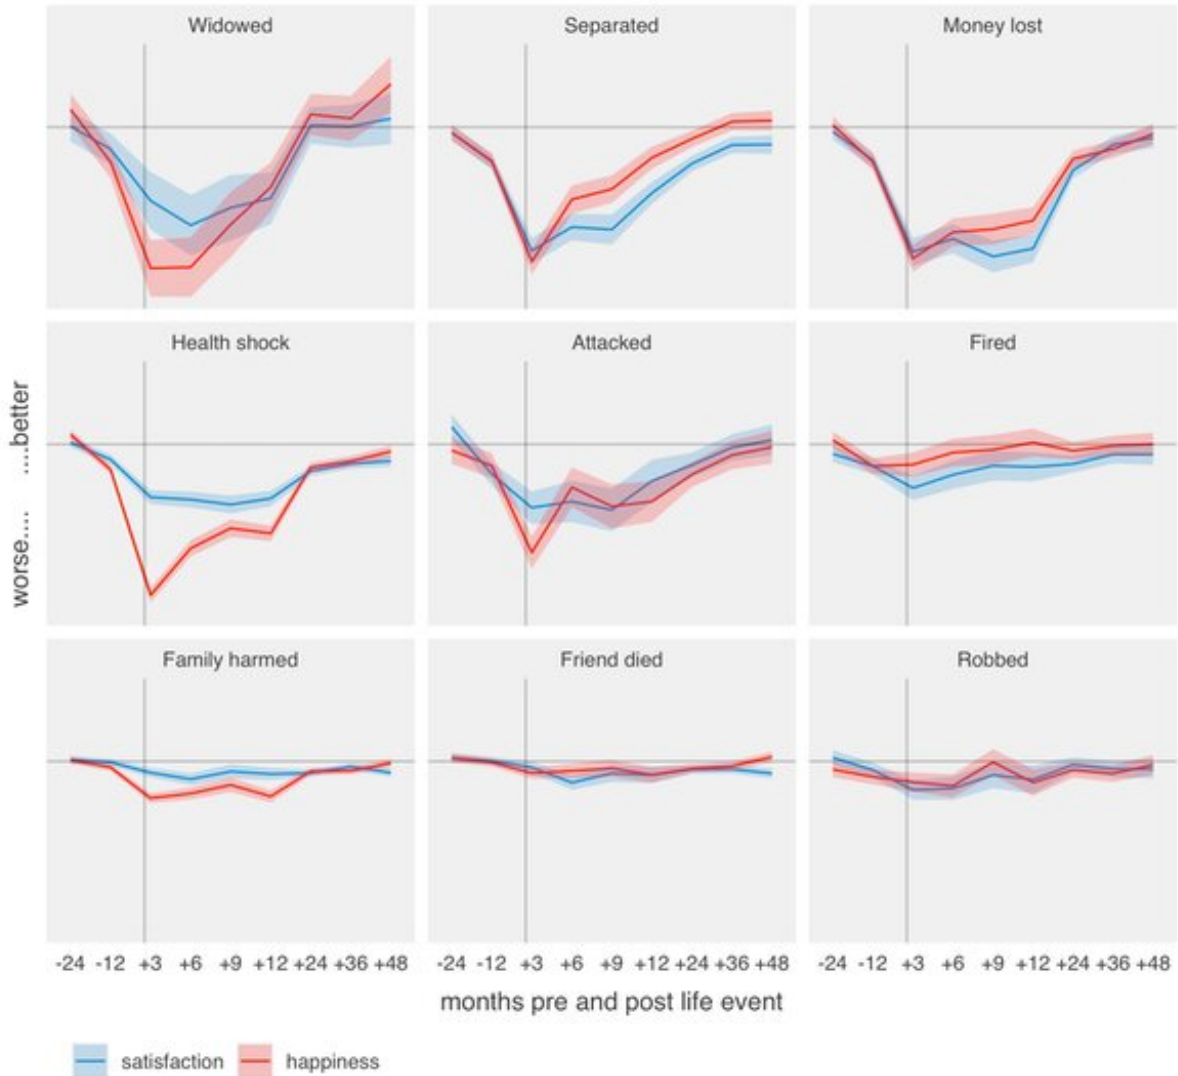 Widowed Separated Money lost
Health shock Attacked Fired
worse.... ....better
Family harmed Friend died Robbed
-24 -12 +3 +6 +9 +12 +24 +36 +48 -24 -12 +3 +6 +9 +12 +24 +36 +48 -24 -12 +3 +6 +9 +12 +24 +36 +48
months pre and post life event
satisfaction happiness